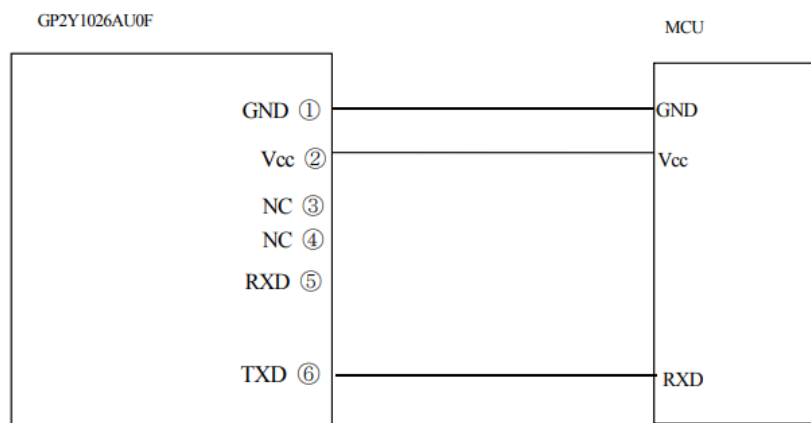 GP2Y1026AU0F
MCU
GND ①
GND
Vcc ②
Vcc
NC ③
NC ④
RXD ⑤
TXD ⑥
RXD